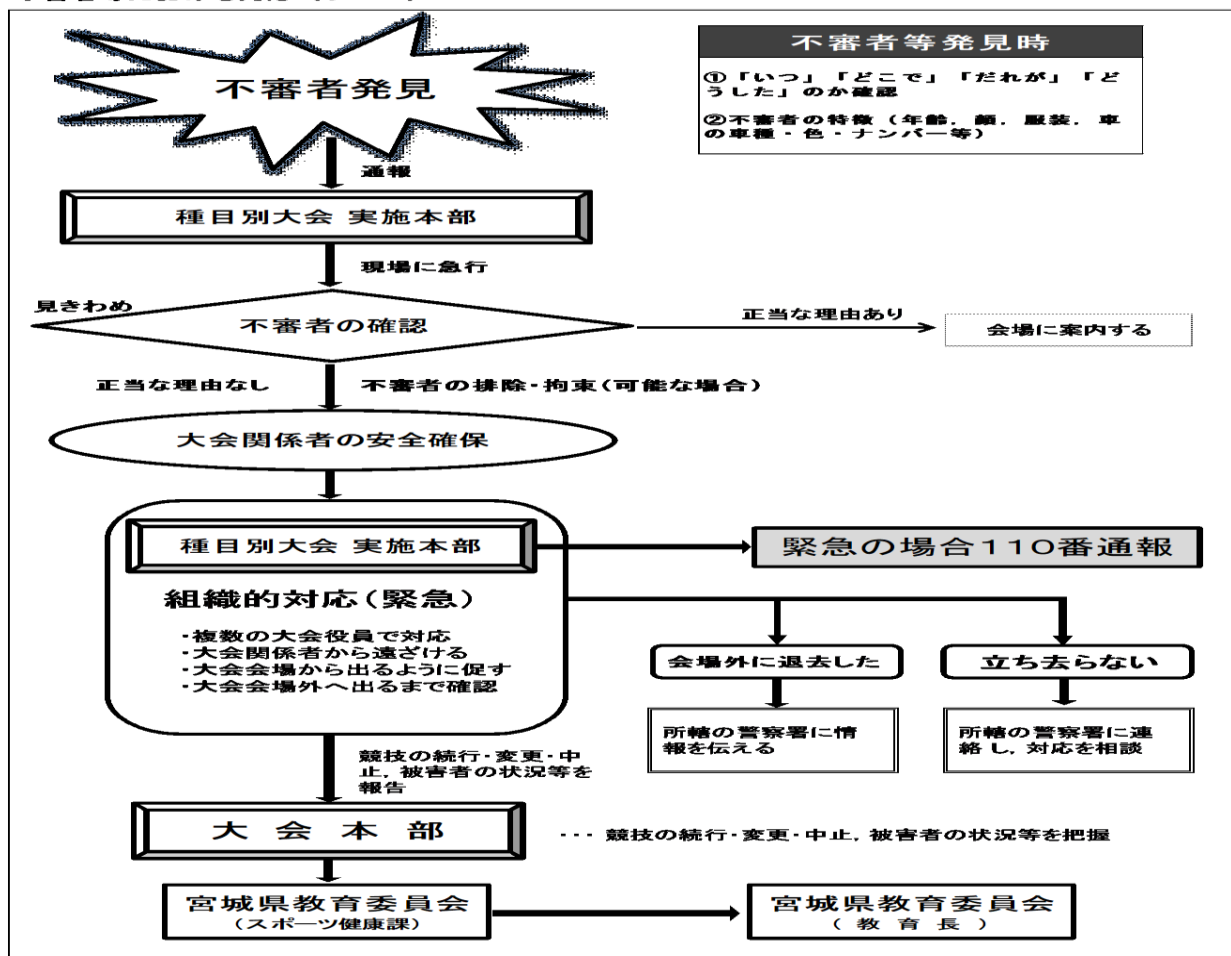 不審者発見
不審者等発見時
①「いつ」「どこで」「だれが」「ど
うした」のか確認
②不審者の特徴（年齢，顔，服装，車
の車種・色・ナンバー等）
通報
種目別大会 実施本部
現場に急行
見きわめ
不審者の確認
正当な理由あり
会場に案内する
正当な理由なし
不審者の排除・拘束(可能な場合)
大会関係者の安全確保
種目別大会 実施本部
緊急の場合110番通報
組織的対応(緊急)
・複数の大会役員で対応
・大会関係者から遠ざける
・大会会場から出るように促す
・大会会場外へ出るまで確認
会場外に退去した
立ち去らない
所轄の警察署に情
報を伝える
所轄の警察署に連
絡し，対応を相談
競技の続行・変更・中
止，被害者の状況等を
報告
大 会 本 部
・・・ 競技の続行・変更・中止，被害者の状況等を把握
宮城県教育委員会
（スポーツ健康課）
宮城県教育委員会
（ 教 育 長 ）